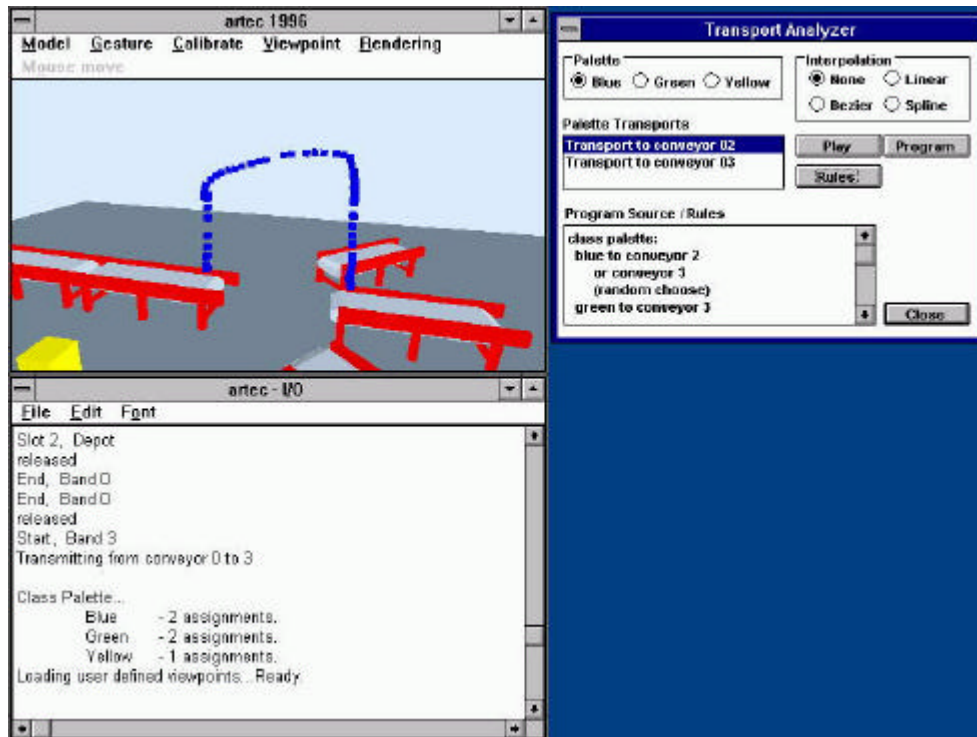 artec 1996
Model Gesture Calibrate Viewpoint Rendering
Mouse move
Transport Analyzer
Palette
Blue Green Yellow
Interpolation
None Linear
Bezier Spline
Palette Transports
Transport to conveyor 02
Transport to conveyor 03
Play Program
Rules
Program Source / Rules
class palette:
blue to conveyor 2
or conveyor 3
(random choose)
green to conveyor 3
Close
artec - I/O
File Edit Font
Slot 2, Depot
released
End, Band 0
End, Band 0
released
Start, Band 3
Transmitting from conveyor 0 to 3
Class Palette...
Blue - 2 assignments.
Green - 2 assignments.
Yellow - 1 assignments.
Loading user defined viewpoints...Ready